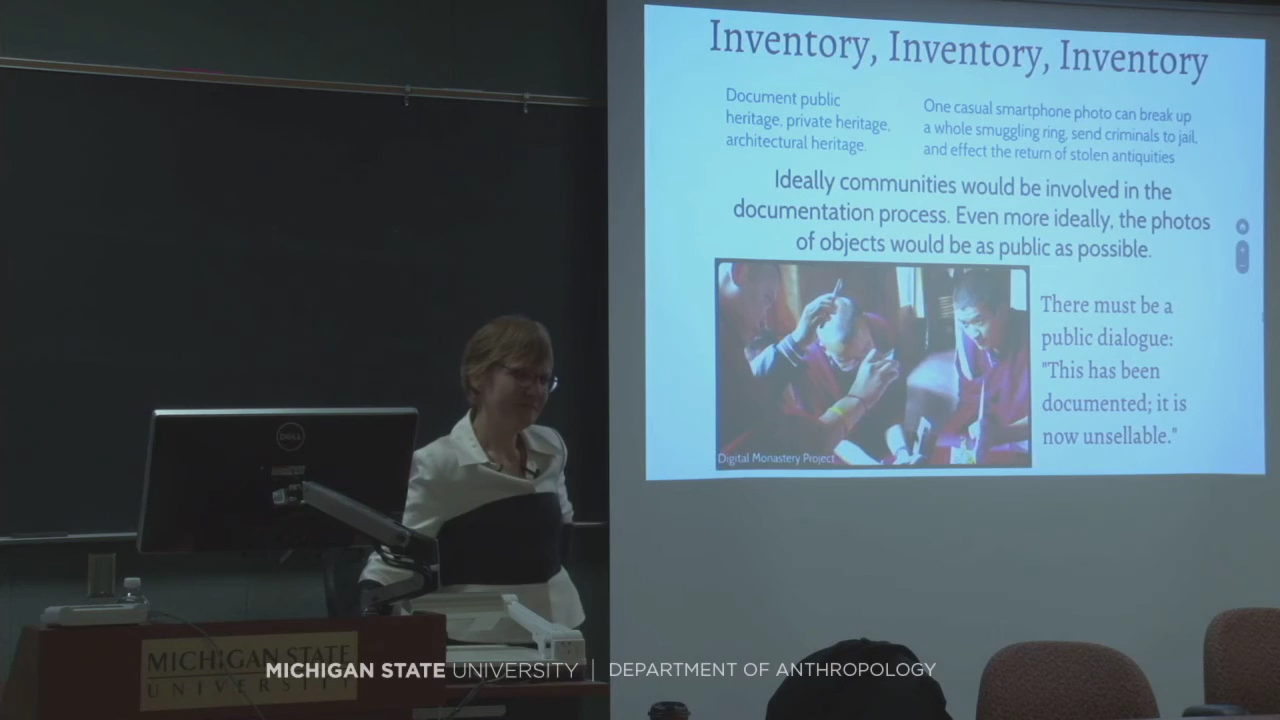 Inventory, Inventory, Inventory
Document public
heritage, private heritage,
architectural heritage.
One casual smartphone photo can break up
a whole smuggling ring, send criminals to jail,
and effect the return of stolen antiquities
Ideally communities would be involved in the
documentation process. Even more ideally, the photos
of objects would be as public as possible.
There must be a
public dialogue:
"This has been
documented; it is
now unsellable."
Digital Monastery Project
DELL
MICHIGAN STATE
UNIVERSITY
MICHIGAN STATE UNIVERSITY | DEPARTMENT OF ANTHROPOLOGY